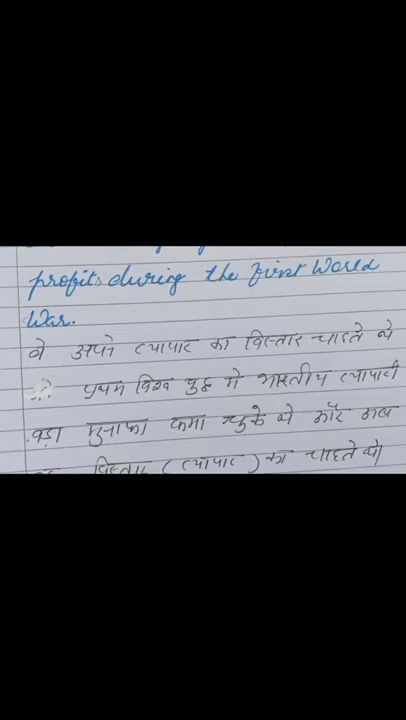 profits during the First World
War.
वे अपने व्यापार का विस्तार चाहते थे
∵ प्रथम विश्व युद्ध मे भारतीय व्यापारी
बड़ा मुनाफा कमा चुके थे और अब
विस्तार (व्यापार) का चाहते थे।